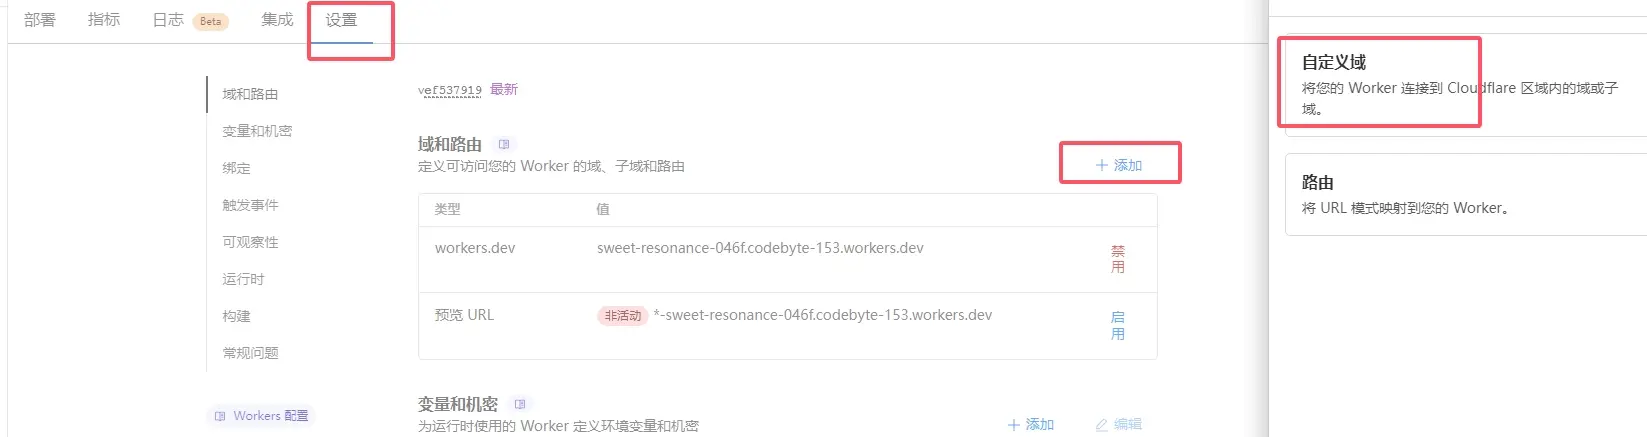 部署 指标 日志 Beta 集成 设置
域和路由
变量和机密
绑定
触发事件
可观察性
运行时
构建
常规问题
Workers 配置
vef537919 最新
域和路由
定义可访问您的 Worker 的域、子域和路由
添加
类型 值
workers.dev sweet-resonance-046f.codebyte-153.workers.dev 禁
用
预览 URL 非活动 *-sweet-resonance-046f.codebyte-153.workers.dev 启
用
变量和机密
为运行时使用的 Worker 定义环境变量和机密
添加 编辑
自定义域
将您的 Worker 连接到 Cloudflare 区域内的域或子
域。
路由
将 URL 模式映射到您的 Worker。